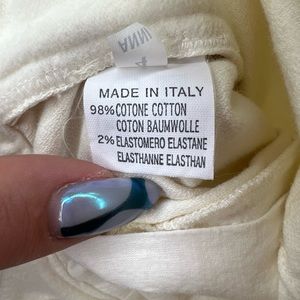 MADE IN ITALY
98% COTONE COTTON
COTON BAUMWOLLE
2% ELASTOMERO ELASTANE
ELASTHANNE ELASTHAN